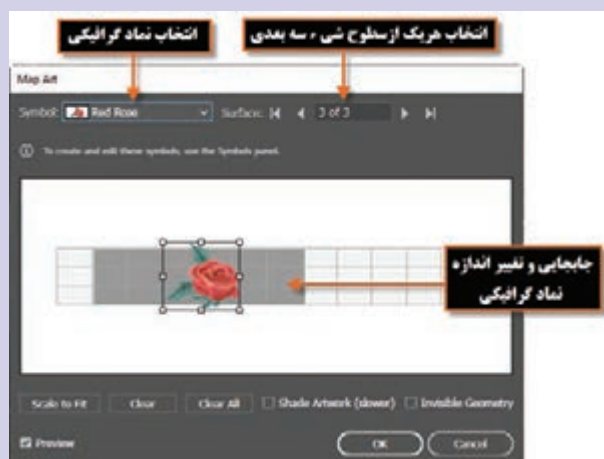 انتخاب نماد گرافیکی
انتخاب هریک از سطوح شیء سه بعدی
Map Art
Symbol: Red Rose Surface: 3 of 3
To create and edit these symbols, use the Symbols panel.
جابجایی و تغییر اندازه
نماد گرافیکی
Scale to Fit Clear Clear All Shade Artwork (slower) Invisible Geometry
Preview OK Cancel